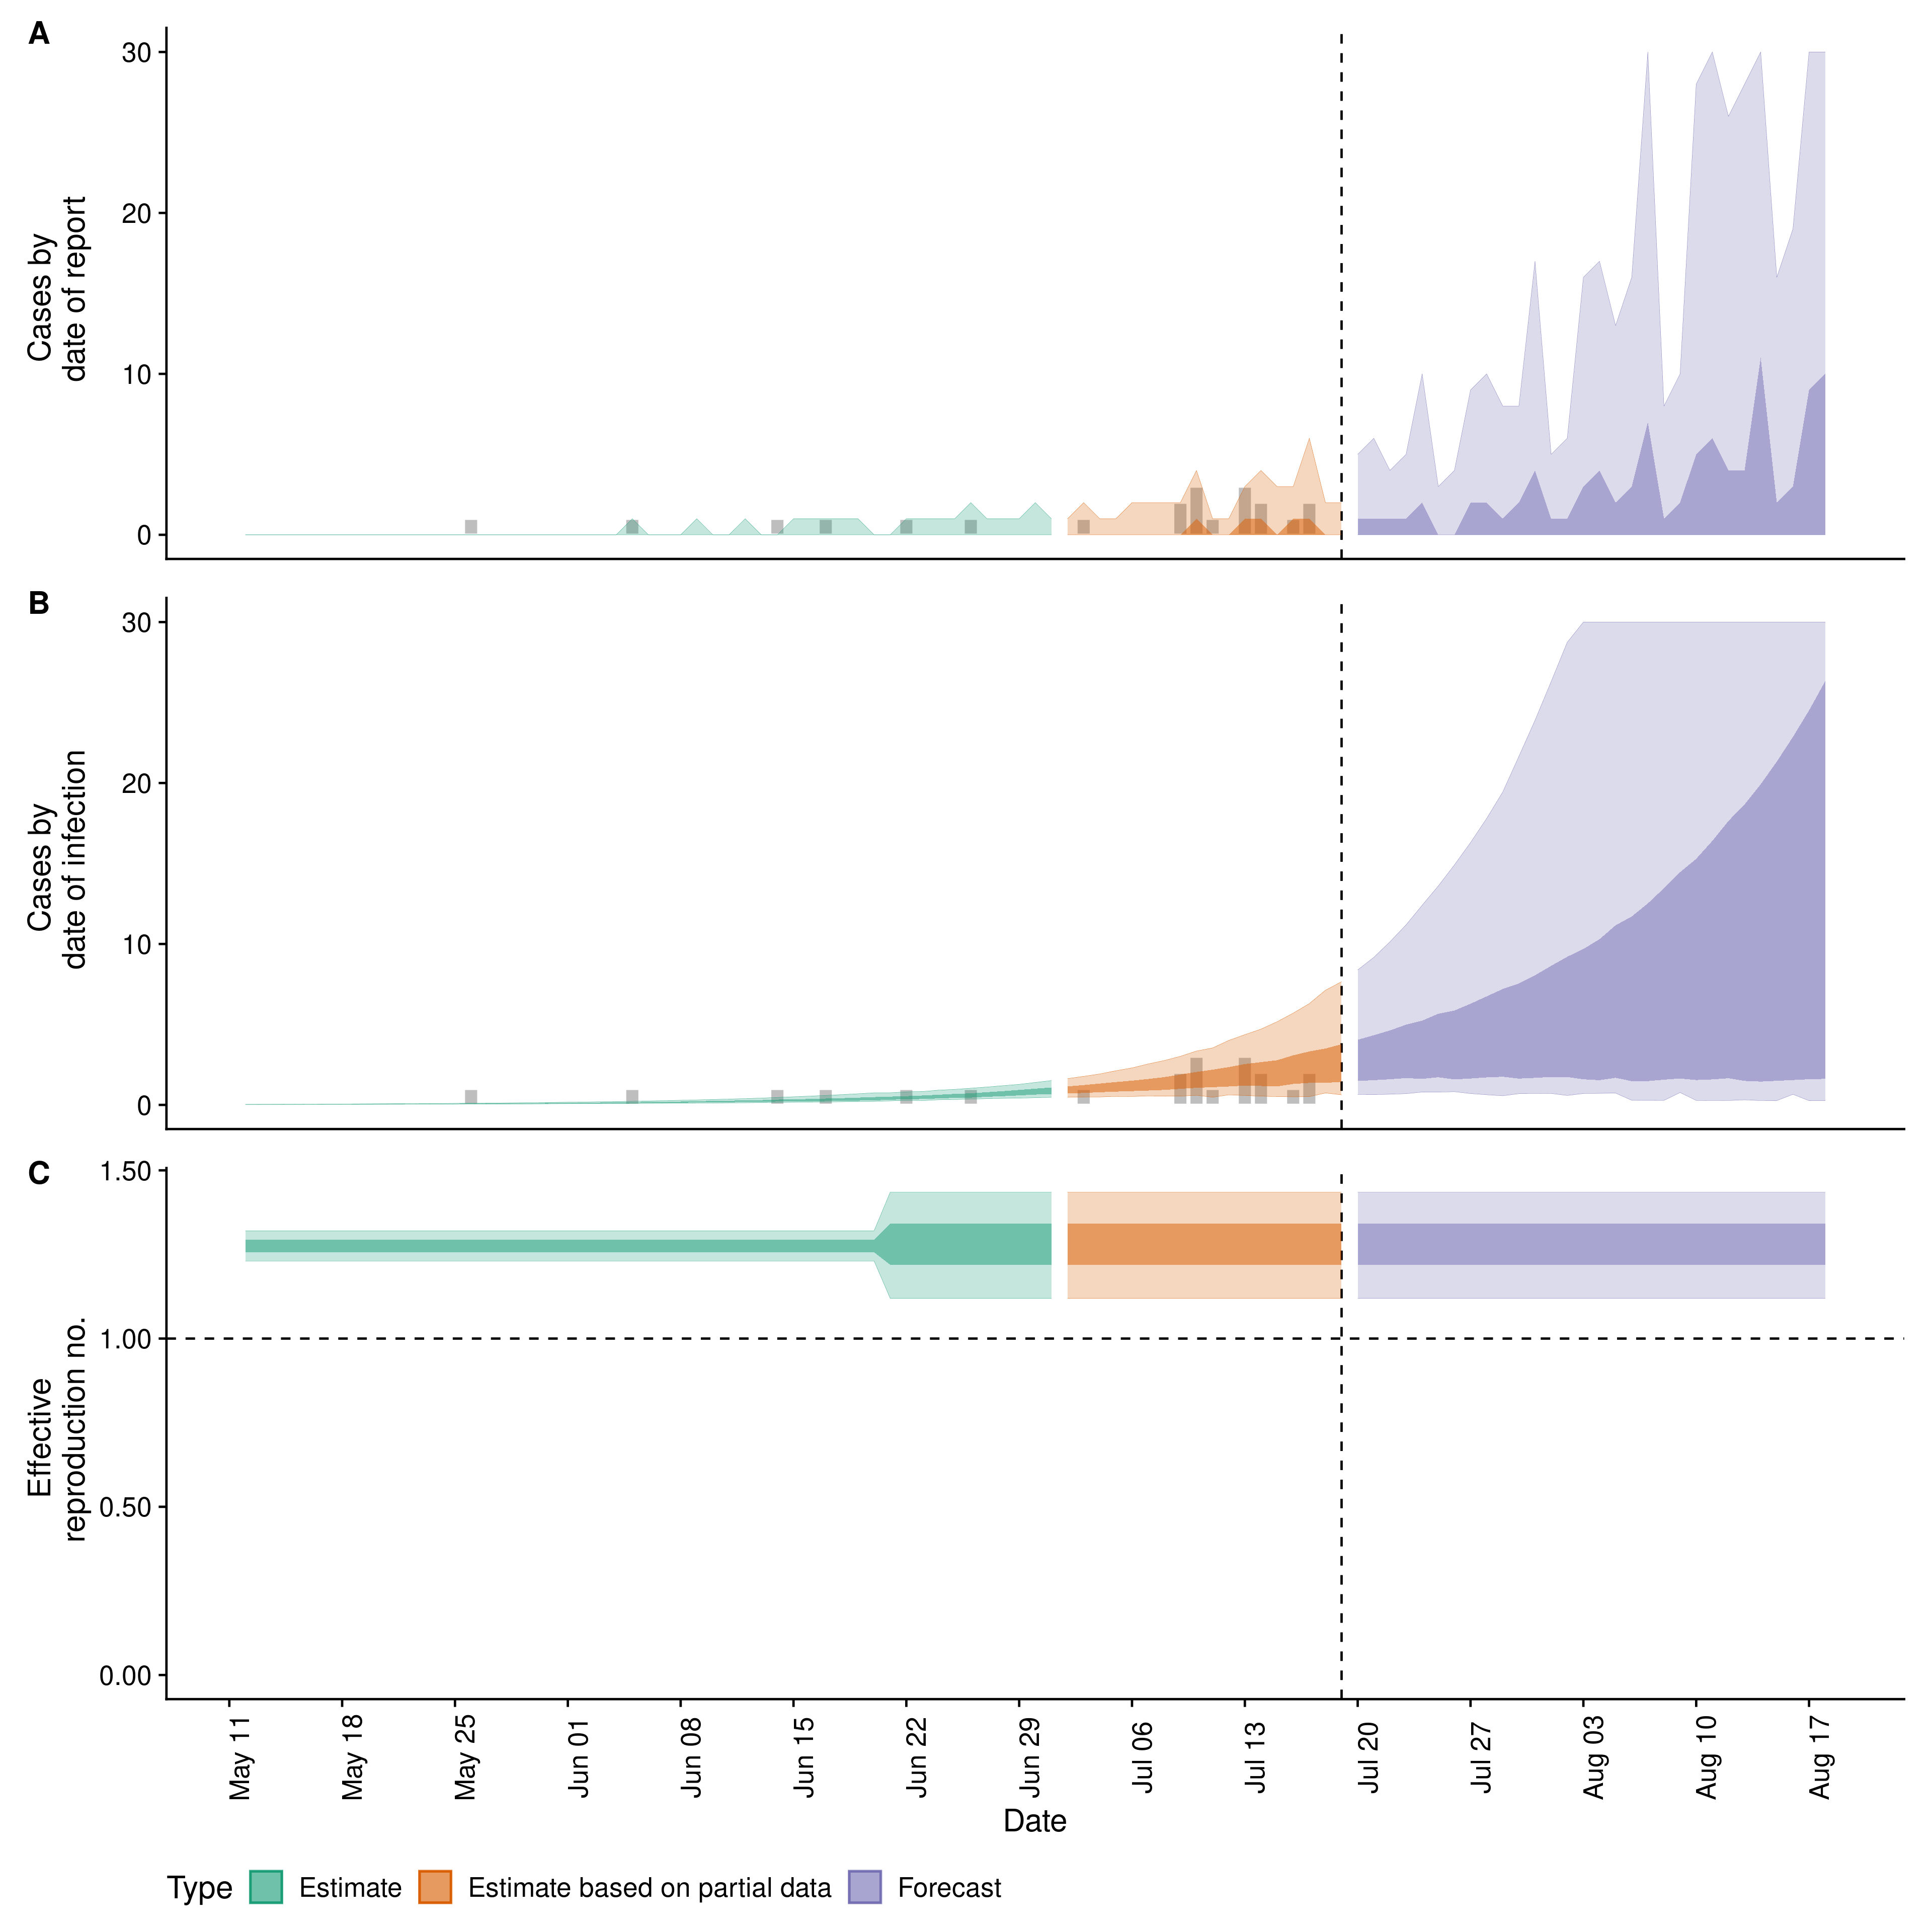 A
30
20
10
0
Cases by
date of report
B
30
20
10
0
Cases by
date of infection
C
1.50
1.00
0.50
0.00
Effective
reproduction no.
May 11
May 18
May 25
Jun 01
Jun 08
Jun 15
Jun 22
Jun 29
Jul 06
Jul 13
Jul 20
Jul 27
Aug 03
Aug 10
Aug 17
Date
Type Estimate Estimate based on partial data Forecast